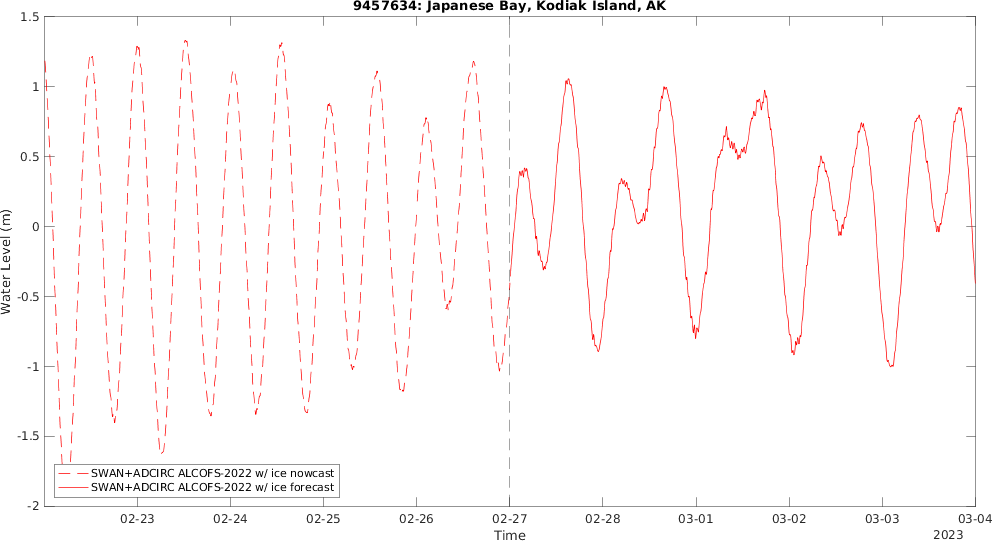 9457634: Japanese Bay, Kodiak Island, AK
1.5
1
0.5
0
-0.5
-1
-1.5
-2
Water Level (m)
SWAN+ADCIRC ALCOFS-2022 w/ ice nowcast
SWAN+ADCIRC ALCOFS-2022 w/ ice forecast
02-23 02-24 02-25 02-26 02-27 02-28 03-01 03-02 03-03 03-04
Time
2023